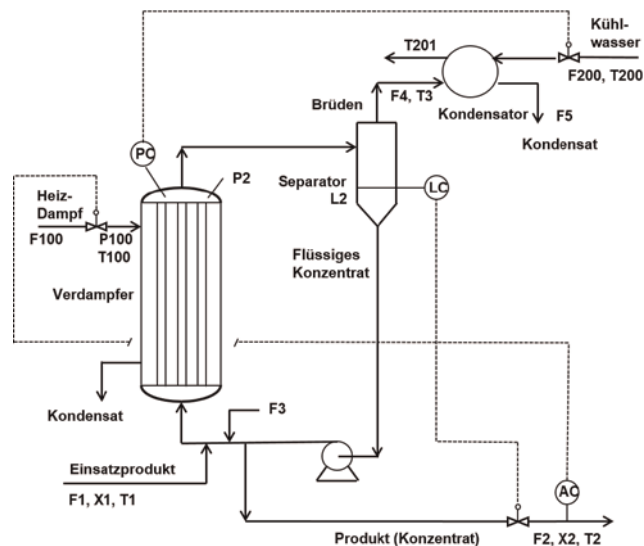 Kühl-
wasser
T201
F200, T200
F4, T3
Brüden
Kondensator
F5
Kondensat
PC
P2
Separator
L2
LC
Heiz-
Dampf
F100
P100
T100
Flüssiges
Konzentrat
Verdampfer
Kondensat
F3
Einsatzprodukt
F1, X1, T1
AC
Produkt (Konzentrat)
F2, X2, T2